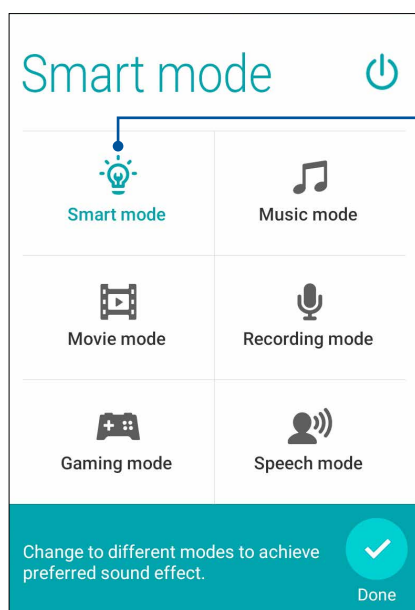 Smart mode
Smart mode
Music mode
Movie mode
Recording mode
Gaming mode
Speech mode
Change to different modes to achieve
preferred sound effect.
Done